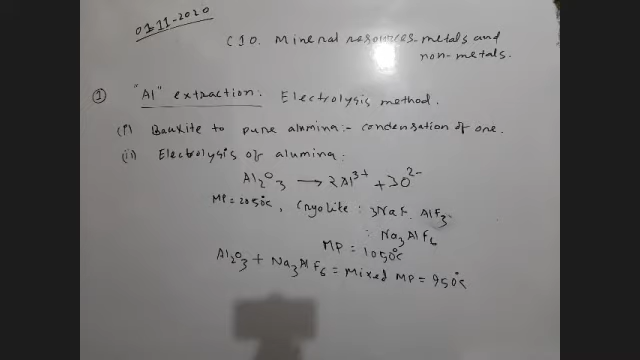 01-11-2020
C10. Mineral resources-metals and
non-metals.
① "Al" extraction: Electrolysis method.
(i) Bauxite to pure alumina:- condensation of ore.
(ii) Electrolysis of alumina:
Al₂O₃ → 2Al³⁺ + 3O²⁻
MP = 2050°c, Cryolite : 3NaF. AlF₃
: Na₃AlF₆
MP = 1050°c
Al₂O₃ + Na₃AlF₆ = Mixed MP = 950°c